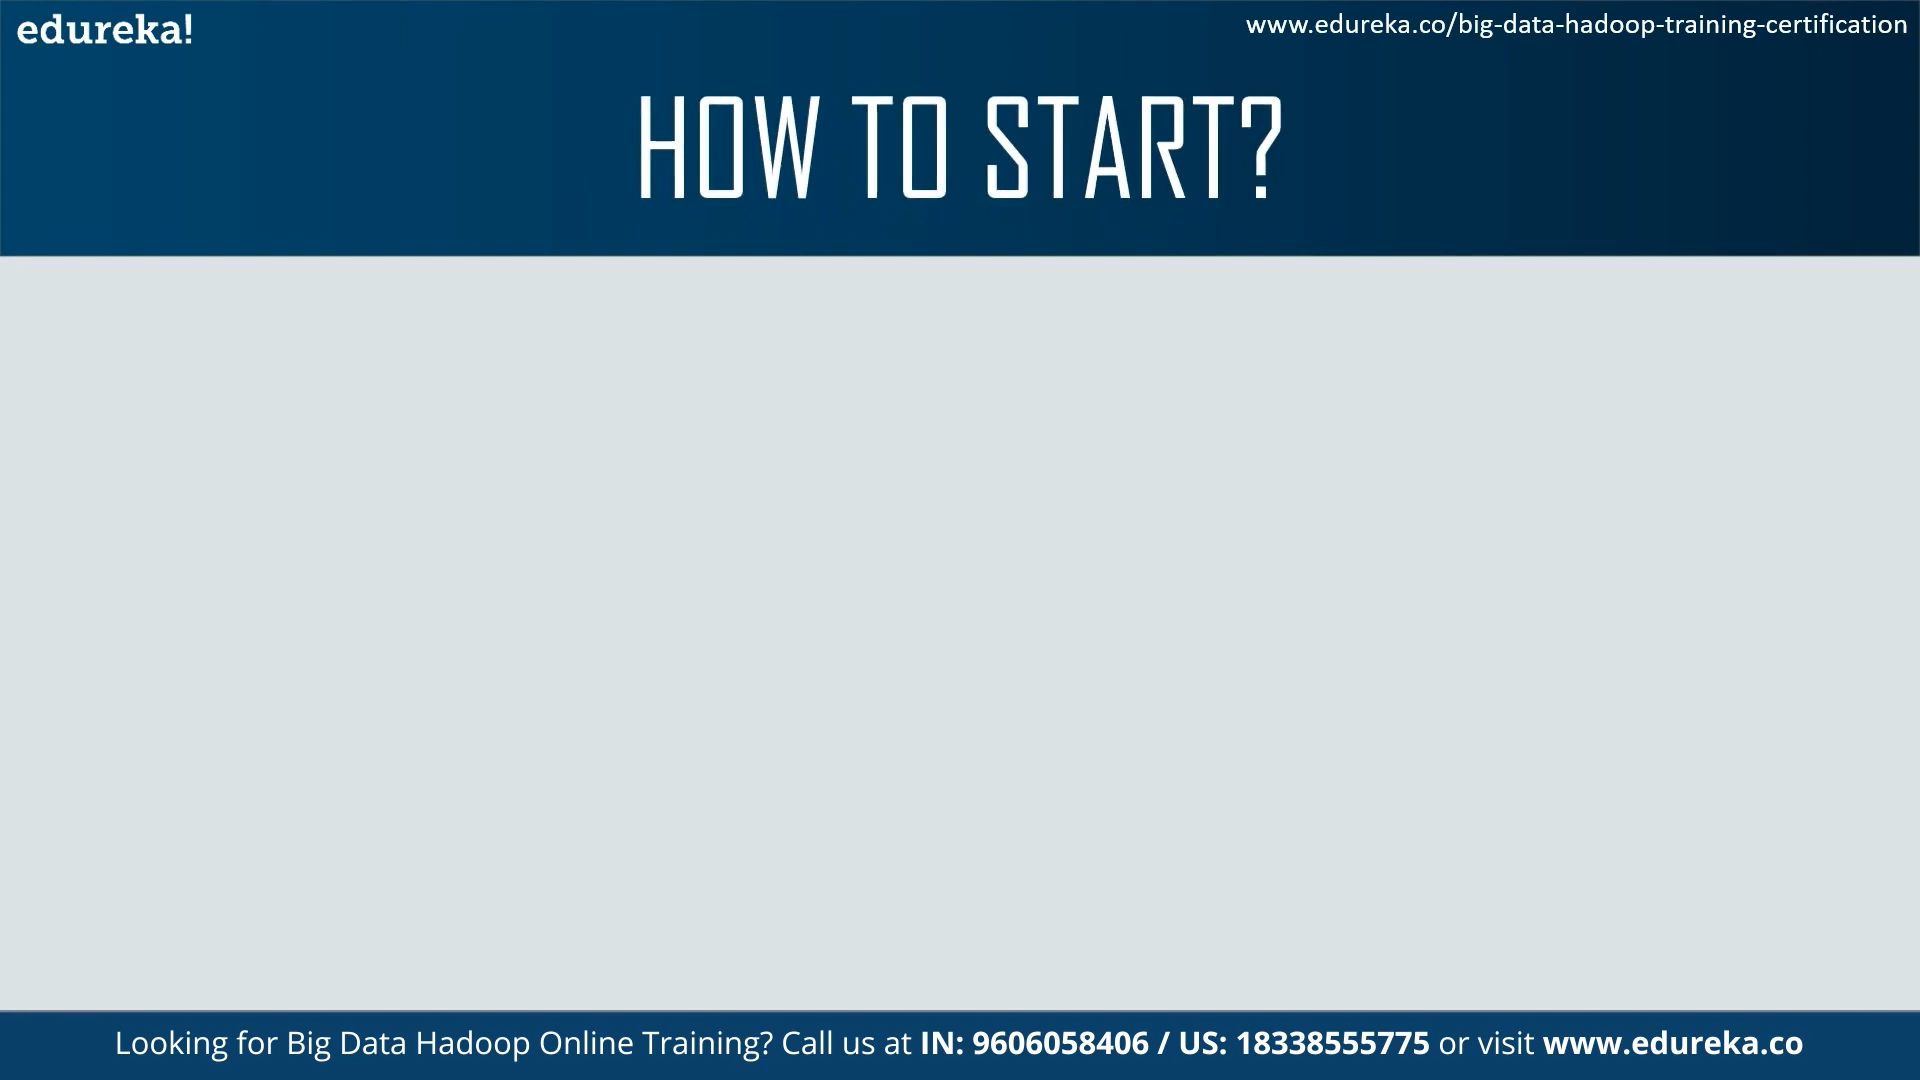 edureka!
www.edureka.co/big-data-hadoop-training-certification
HOW TO START?
Looking for Big Data Hadoop Online Training? Call us at IN: 9606058406 / US: 18338555775 or visit www.edureka.co